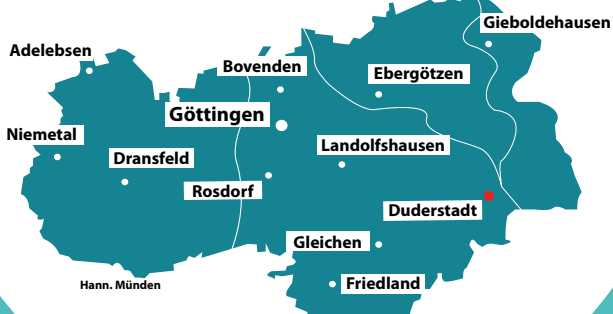 Gieboldehausen
Adelebsen
Bovenden
Ebergötzen
Göttingen
Niemetal
Landolfshausen
Dransfeld
Rosdorf
Duderstadt
Gleichen
Hann. Münden
Friedland